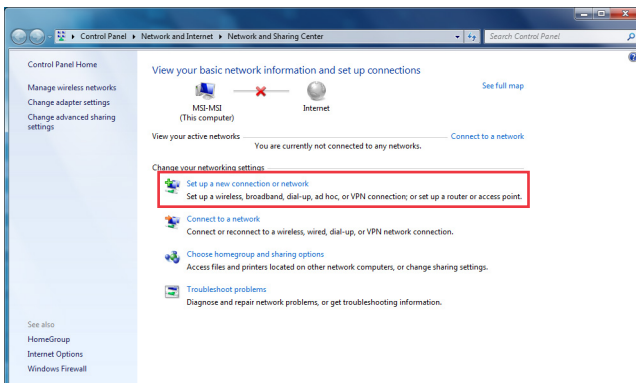 Control Panel ▸ Network and Internet ▸ Network and Sharing Center
Search Control Panel
Control Panel Home
Manage wireless networks
Change adapter settings
Change advanced sharing
settings
See also
HomeGroup
Internet Options
Windows Firewall
View your basic network information and set up connections
See full map
MSI-MSI
(This computer)
Internet
View your active networks
Connect to a network
You are currently not connected to any networks.
Change your networking settings
Set up a new connection or network
Set up a wireless, broadband, dial-up, ad hoc, or VPN connection; or set up a router or access point.
Connect to a network
Connect or reconnect to a wireless, wired, dial-up, or VPN network connection.
Choose homegroup and sharing options
Access files and printers located on other network computers, or change sharing settings.
Troubleshoot problems
Diagnose and repair network problems, or get troubleshooting information.